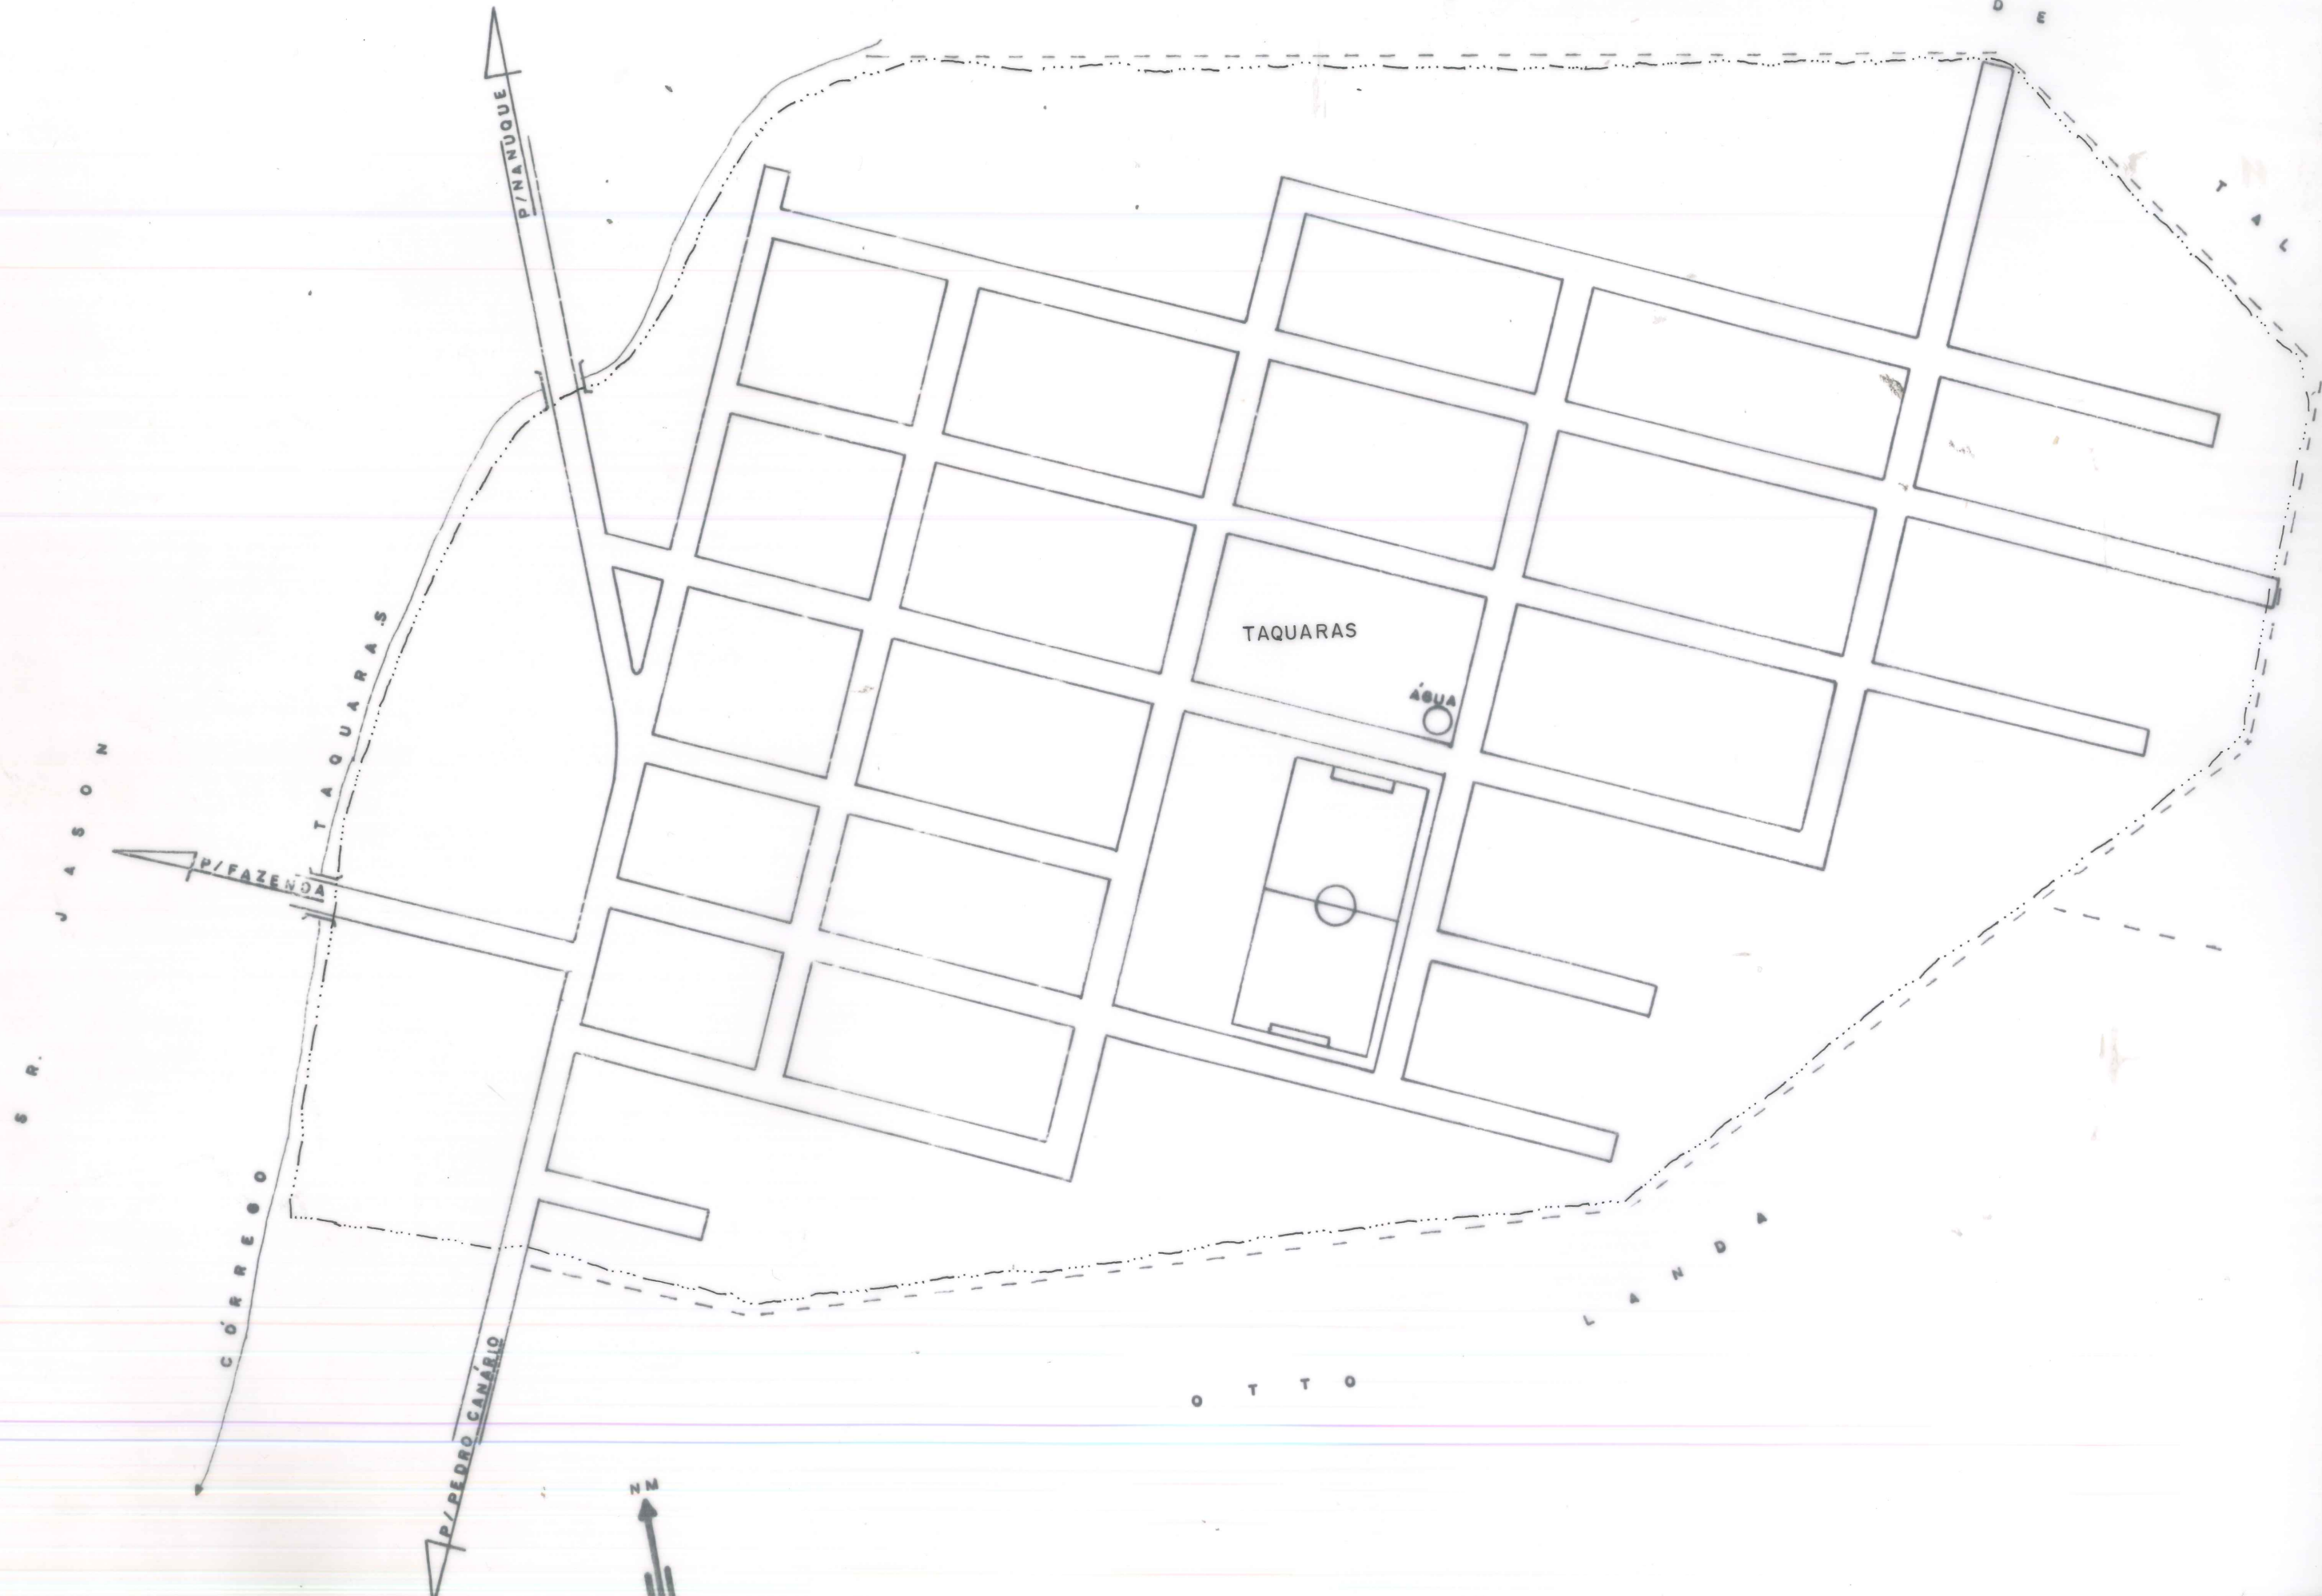 DE
TAL
P/NANUQUE
TAQUARAS
ÁGUA
CÓRREGO TAQUARAS
SR. JASON
P/FAZENDA
LANDA
OTTO
P/PEDRO CANÁRIO
NM